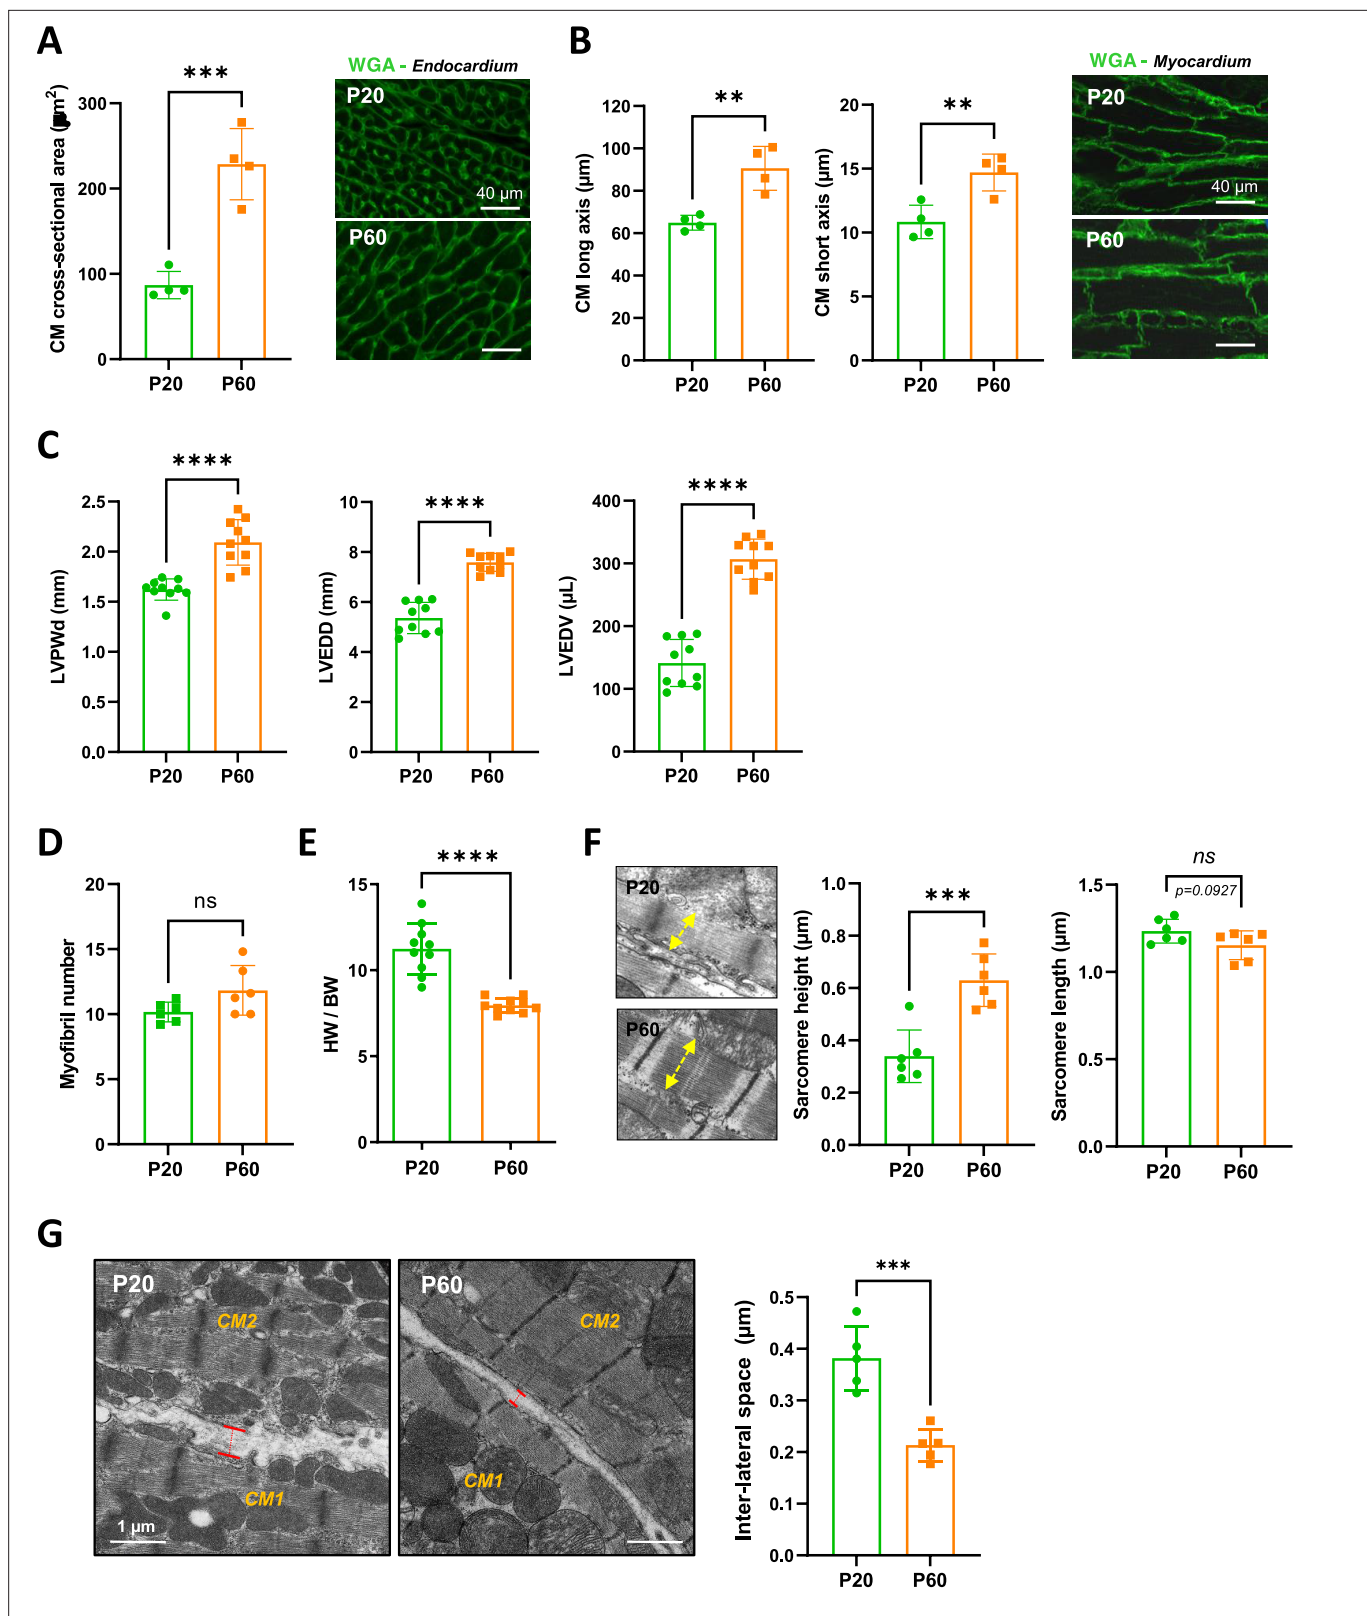 A
CM cross-sectional area (µm²)
300
200
100
0
***
P20
P60
WGA - Endocardium
P20
40 µm
P60
B
CM long axis (µm)
120
100
80
60
40
20
0
**
P20
P60
CM short axis (µm)
20
15
10
5
0
**
P20
P60
WGA - Myocardium
P20
40 µm
P60
C
LVPWd (mm)
2.5
2.0
1.5
1.0
0.5
0.0
****
P20
P60
LVEDD (mm)
10
8
6
4
2
0
****
P20
P60
LVEDV (µL)
400
300
200
100
0
****
P20
P60
D
Myofibril number
20
15
10
5
0
ns
P20
P60
E
HW / BW
15
10
5
0
****
P20
P60
F
P20
P60
Sarcomere height (µm)
1.0
0.8
0.6
0.4
0.2
0.0
***
P20
P60
Sarcomere length (µm)
1.5
1.0
0.5
0.0
ns
p=0.0927
P20
P60
G
P20
CM2
CM1
1 µm
P60
CM2
CM1
Inter-lateral space (µm)
0.5
0.4
0.3
0.2
0.1
0.0
***
P20
P60